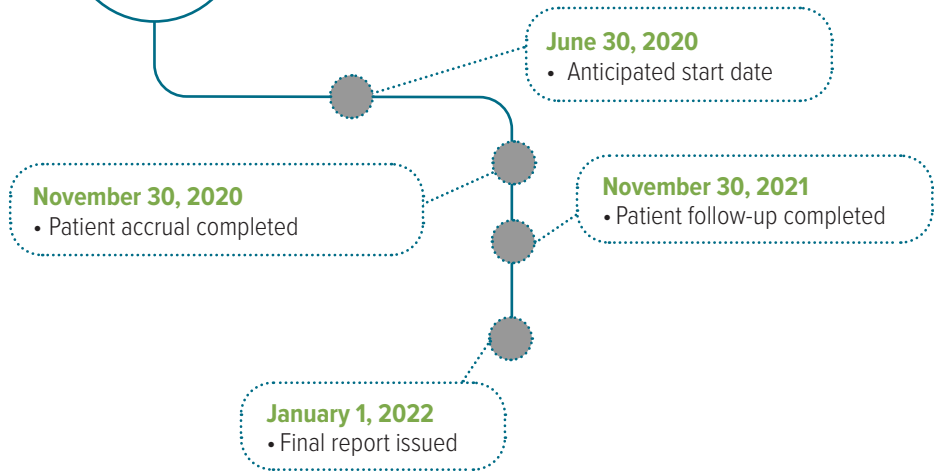 June 30, 2020
• Anticipated start date
November 30, 2020
• Patient accrual completed
November 30, 2021
• Patient follow-up completed
January 1, 2022
• Final report issued